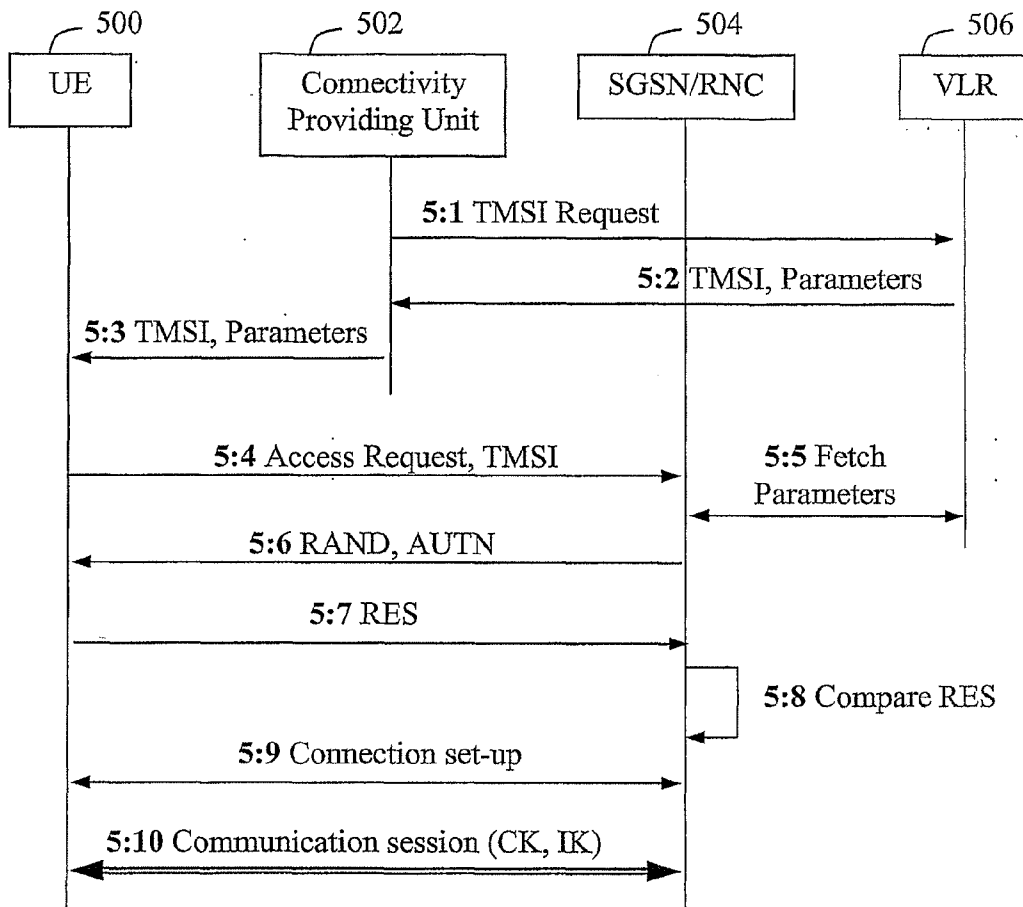 500
502
504
506
UE
Connectivity
Providing Unit
SGSN/RNC
VLR
5:1 TMSI Request
5:2 TMSI, Parameters
5:3 TMSI, Parameters
5:4 Access Request, TMSI
5:5 Fetch
Parameters
5:6 RAND, AUTN
5:7 RES
5:8 Compare RES
5:9 Connection set-up
5:10 Communication session (CK, IK)